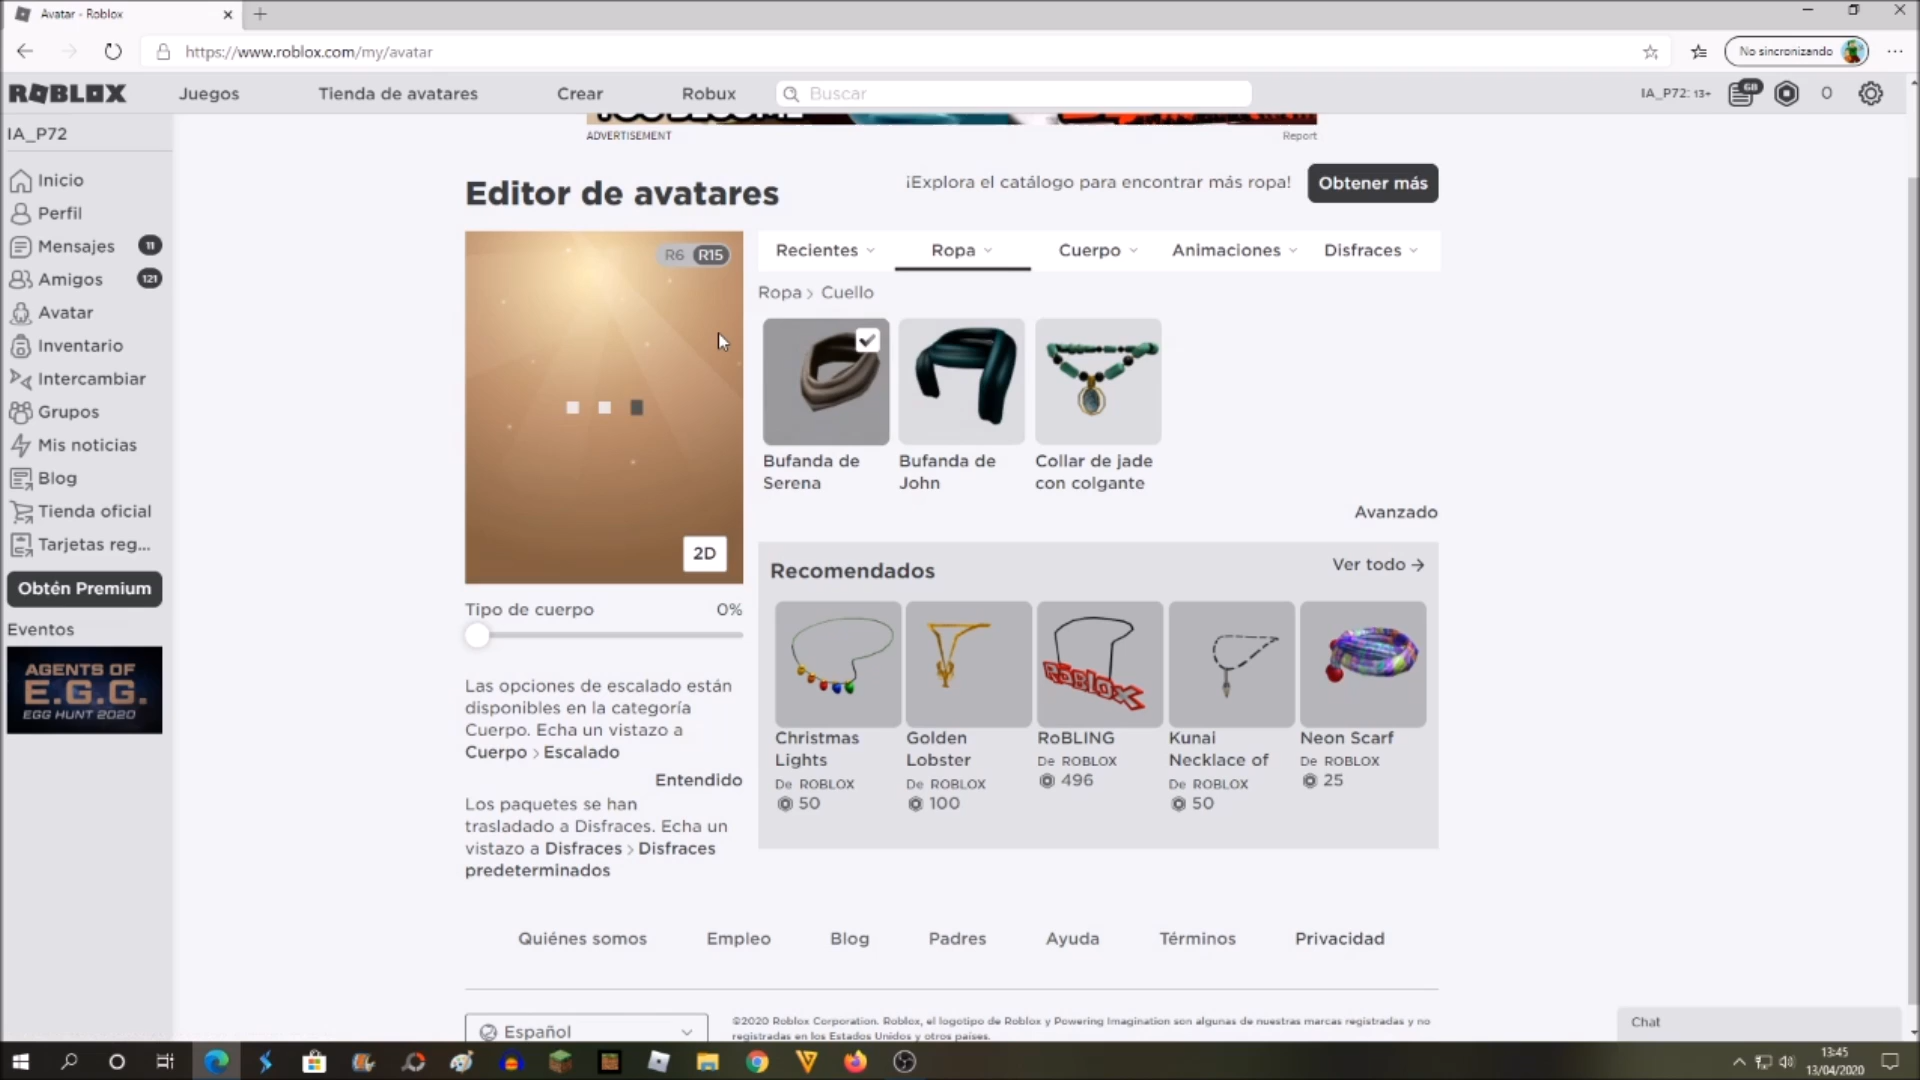 Avatar - Roblox
https://www.roblox.com/my/avatar
No sincronizando
ROBLOX
Juegos
Tienda de avatares
Crear
Robux
Buscar
IA_P72: 13+
68
0
IA_P72
ADVERTISEMENT
Report
Inicio
Perfil
Mensajes
11
Amigos
121
Avatar
Inventario
Intercambiar
Grupos
Mis noticias
Blog
Tienda oficial
Tarjetas reg...
Obtén Premium
Eventos
AGENTS OF
E.G.G.
EGG HUNT 2020
Editor de avatares
¡Explora el catálogo para encontrar más ropa!
Obtener más
R6 R15
2D
Recientes
Ropa
Cuerpo
Animaciones
Disfraces
Ropa > Cuello
Bufanda de
Serena
Bufanda de
John
Collar de jade
con colgante
Avanzado
Tipo de cuerpo 0%
Las opciones de escalado están
disponibles en la categoría
Cuerpo. Echa un vistazo a
Cuerpo > Escalado
Entendido
Los paquetes se han
trasladado a Disfraces. Echa un
vistazo a Disfraces > Disfraces
predeterminados
Recomendados
Ver todo →
Christmas
Lights
De ROBLOX
50
Golden
Lobster
De ROBLOX
100
RoBLING
De ROBLOX
496
Kunai
Necklace of
De ROBLOX
50
Neon Scarf
De ROBLOX
25
Quiénes somos
Empleo
Blog
Padres
Ayuda
Términos
Privacidad
Español
©2020 Roblox Corporation. Roblox, el logotipo de Roblox y Powering Imagination son algunas de nuestras marcas registradas y no
registradas en los Estados Unidos y otros países.
Chat
13:45
13/04/2020